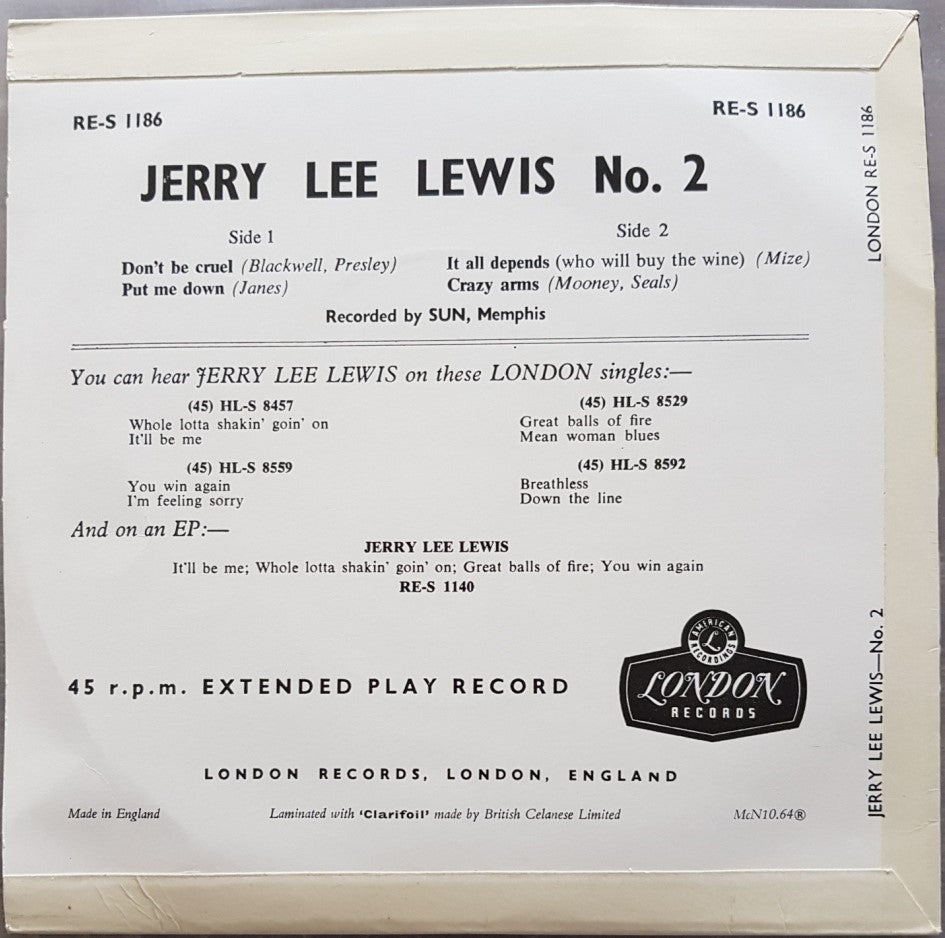 RE-S 1186
RE-S 1186
JERRY LEE LEWIS No. 2
Side 1
Don't be cruel (Blackwell, Presley)
Put me down (Janes)
Side 2
It all depends (who will buy the wine) (Mize)
Crazy arms (Mooney, Seals)
Recorded by SUN, Memphis
You can hear JERRY LEE LEWIS on these LONDON singles:—
(45) HL-S 8457
Whole lotta shakin' goin' on
It'll be me
(45) HL-S 8529
Great balls of fire
Mean woman blues
(45) HL-S 8559
You win again
I'm feeling sorry
(45) HL-S 8592
Breathless
Down the line
And on an EP:—
JERRY LEE LEWIS
It'll be me; Whole lotta shakin' goin' on; Great balls of fire; You win again
RE-S 1140
45 r.p.m. EXTENDED PLAY RECORD
AMERICAN
L
RECORDINGS
LONDON
RECORDS
LONDON RECORDS, LONDON, ENGLAND
Made in England
Laminated with 'Clarifoil' made by British Celanese Limited
McN10.64®
LONDON RE-S 1186
JERRY LEE LEWIS—No. 2